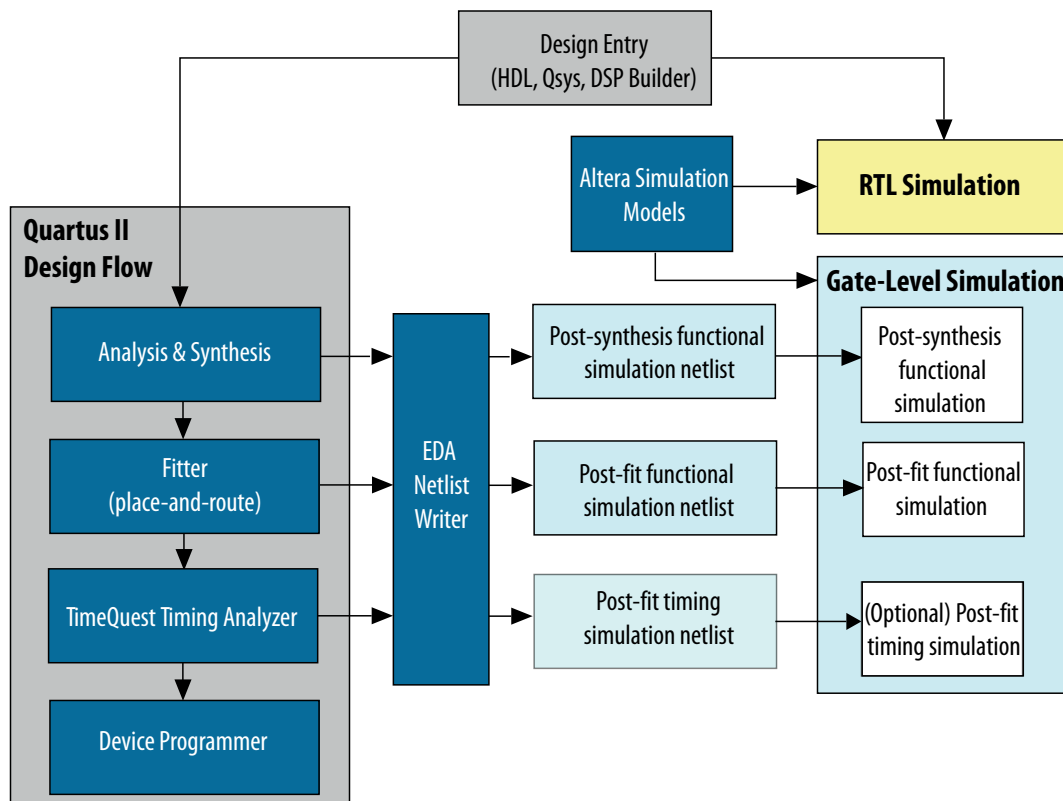 Design Entry
(HDL, Qsys, DSP Builder)
Altera Simulation
Models
RTL Simulation
Quartus II
Design Flow
Gate-Level Simulation
Analysis & Synthesis
EDA
Netlist
Writer
Post-synthesis functional
simulation netlist
Post-synthesis
functional
simulation
Fitter
(place-and-route)
Post-fit functional
simulation netlist
Post-fit functional
simulation
TimeQuest Timing Analyzer
Post-fit timing
simulation netlist
(Optional) Post-fit
timing simulation
Device Programmer